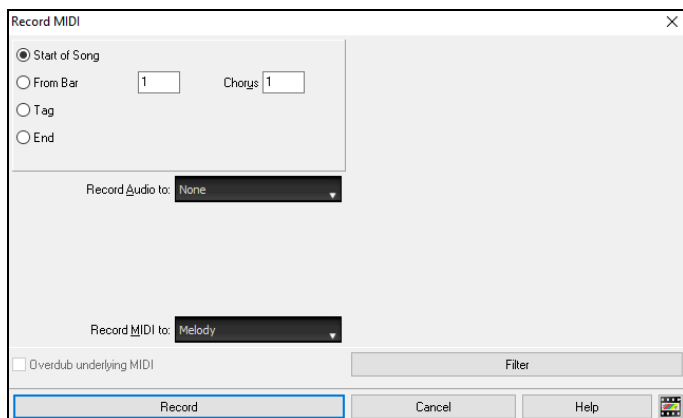 Record MIDI
Start of Song
From Bar 1 Chorus 1
Tag
End
Record Audio to: None
Record MIDI to: Melody
Overdub underlying MIDI Filter
Record Cancel Help